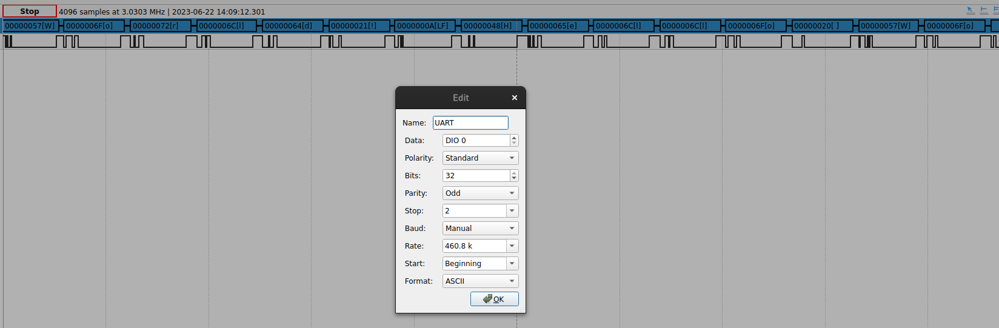 Stop 4096 samples at 3.0303 MHz | 2023-06-22 14:09:12.301
00000057[W] 0000006F[o] 00000072[r] 0000006C[l] 00000064[d] 00000021[!] 0000000A[LF] 00000048[H] 00000065[e] 0000006C[l] 0000006C[l] 0000006F[o] 00000020[ ] 00000057[W] 0000006F[o]
Edit
Name: UART
Data: DIO 0
Polarity: Standard
Bits: 32
Parity: Odd
Stop: 2
Baud: Manual
Rate: 460.8 k
Start: Beginning
Format: ASCII
OK